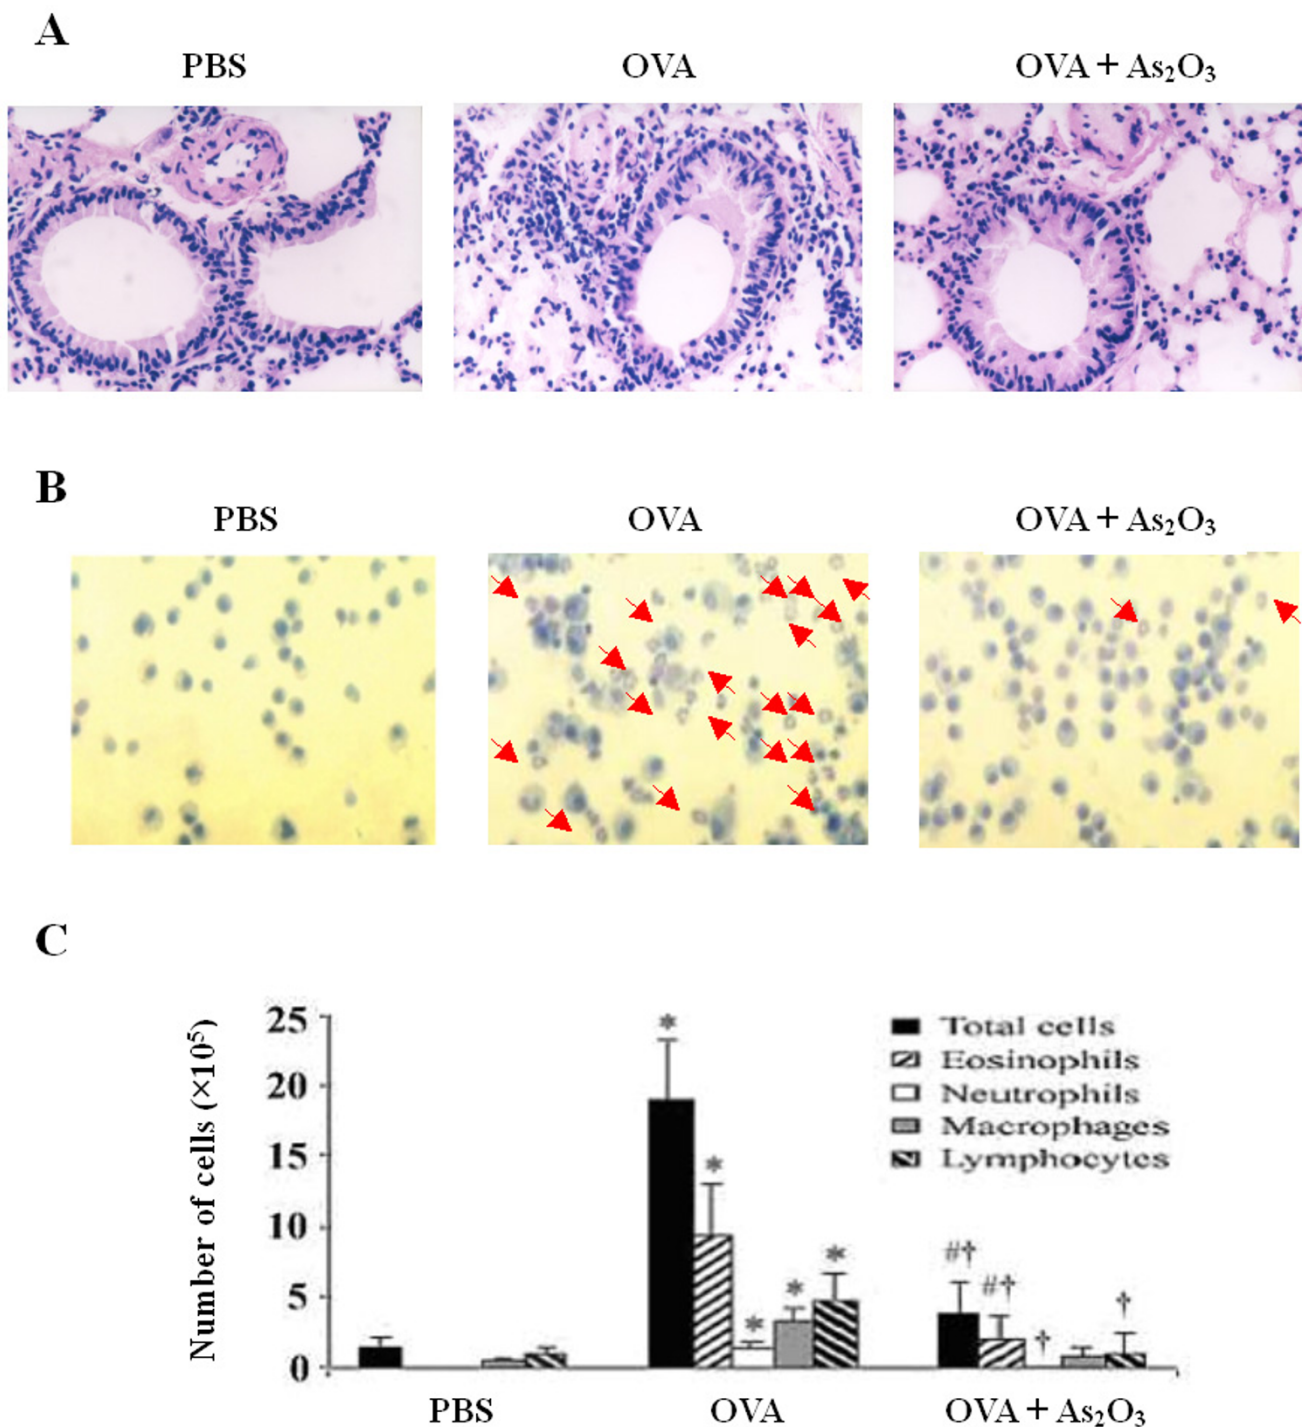 A
PBS
OVA
OVA + As₂O₃
B
PBS
OVA
OVA + As₂O₃
C
Number of cells (×10⁵)
25
20
15
10
5
0
*
*
*
*
*
#†
#†
†
†
Total cells
Eosinophils
Neutrophils
Macrophages
Lymphocytes
PBS
OVA
OVA + As₂O₃